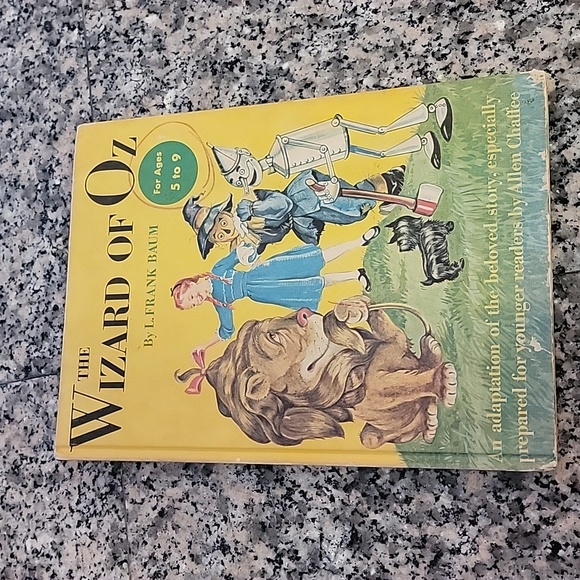 THE
WIZARD OF OZ
By L. FRANK BAUM
For Ages
5 to 9
An adaptation of the beloved story, especially
prepared for younger readers by Allen Chaffee